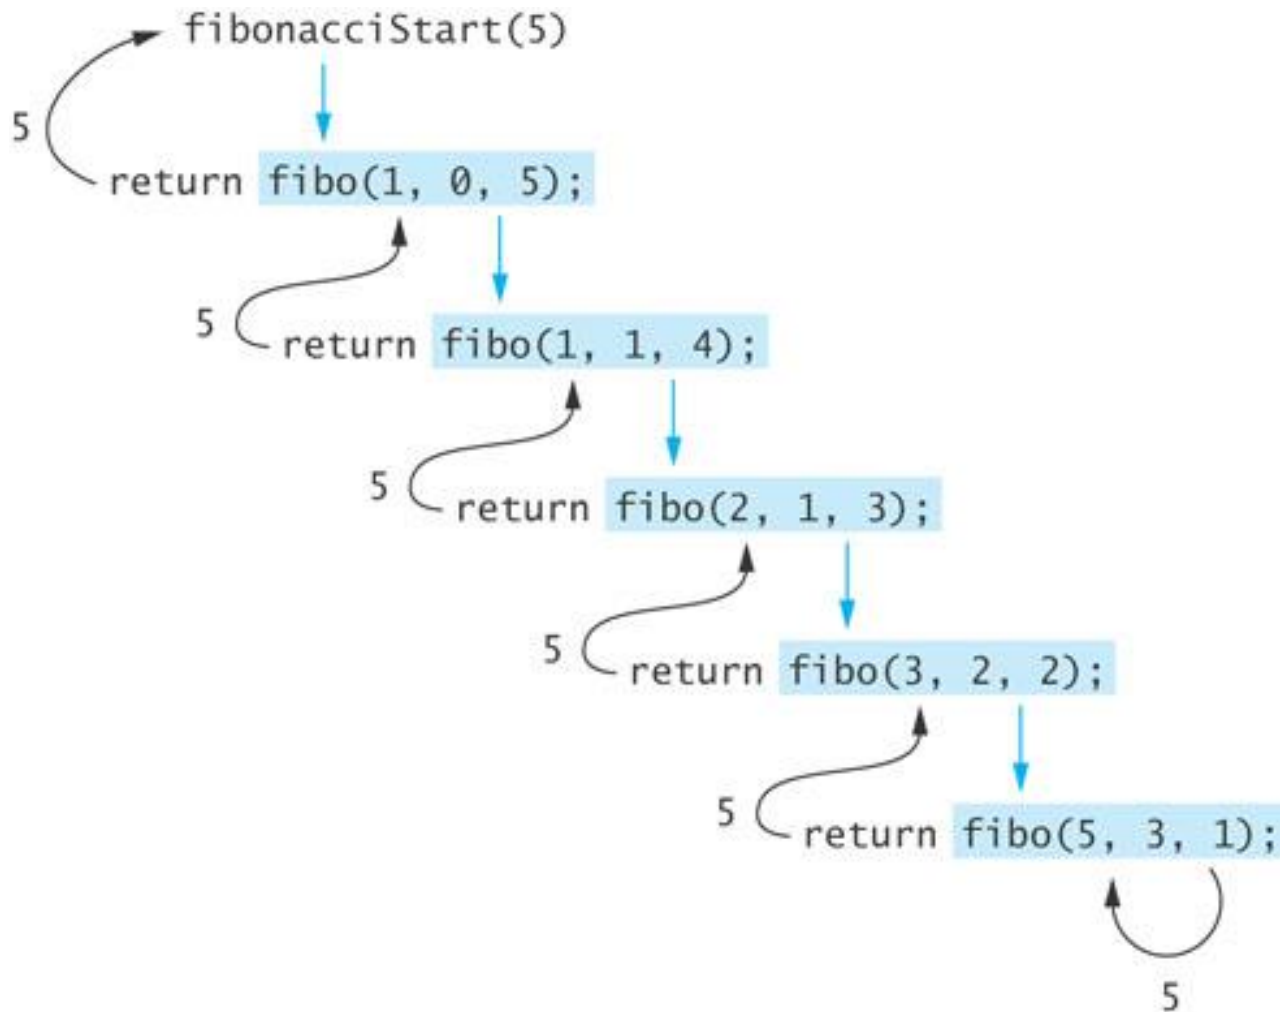 fibonacciStart(5)
5
return fibo(1, 0, 5);
5
return fibo(1, 1, 4);
5
return fibo(2, 1, 3);
5
return fibo(3, 2, 2);
5
return fibo(5, 3, 1);
5